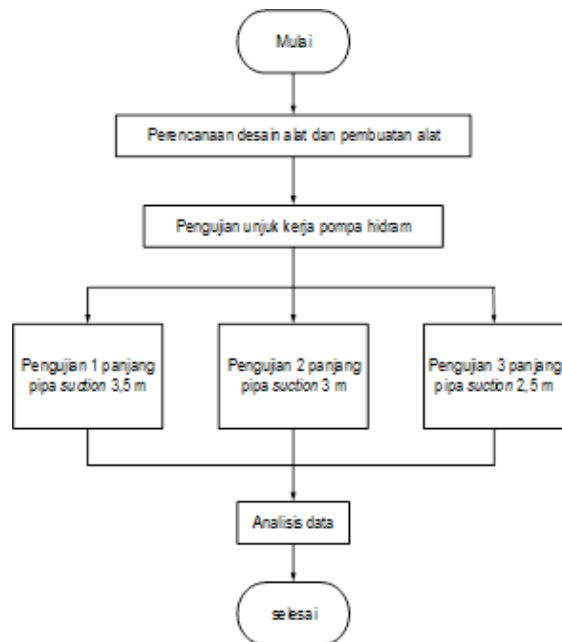 Mulai
Perencanaan desain alat dan pembuatan alat
Pengujian unjuk kerja pompa hidram
Pengujian 1 panjang
pipa suction 3,5 m
Pengujian 2 panjang
pipa suction 3 m
Pengujian 3 panjang
pipa suction 2,5 m
Analisis data
selesai